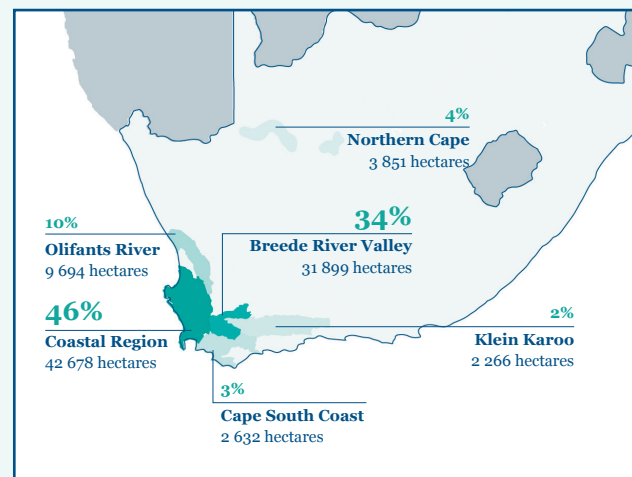 4%
Northern Cape
3 851 hectares
10%
Olifants River
9 694 hectares
34%
Breede River Valley
31 899 hectares
46%
Coastal Region
42 678 hectares
2%
Klein Karoo
2 266 hectares
3%
Cape South Coast
2 632 hectares